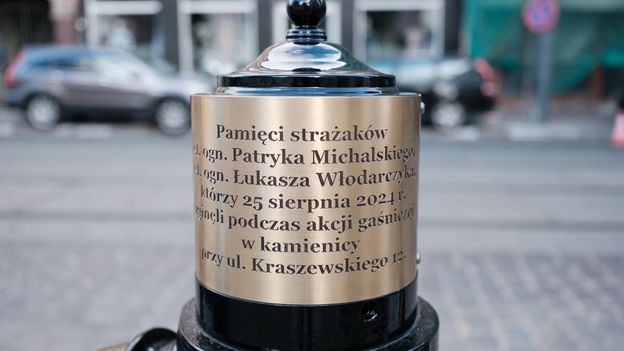 Pamięci strażaków
ogn. Patryka Michalskiego,
ogn. Łukasza Włodarczyka,
którzy 25 sierpnia 2024 r.
zginęli podczas akcji gaśniczej
w kamienicy
przy ul. Kraszewskiego 12.